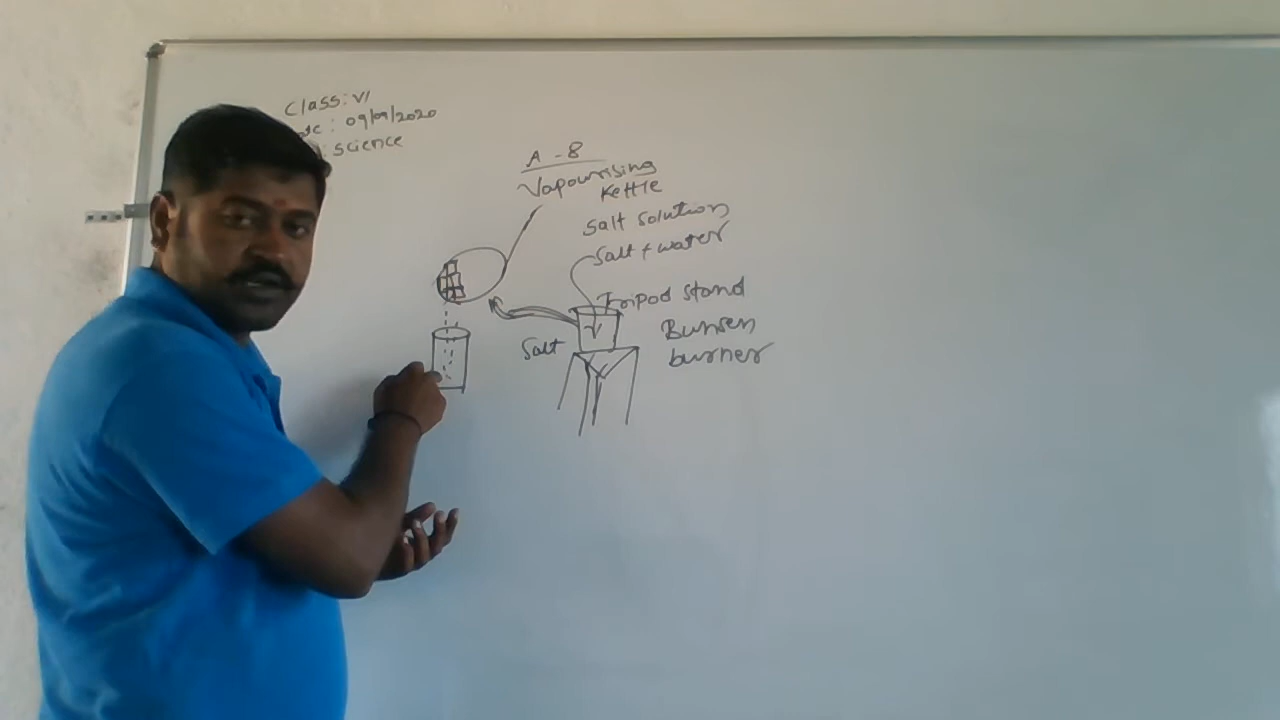 Class: VI
: 09/09/2020
: Science
A - 8
Vapourising
Kettle
Salt solution
Salt + water
Tripod stand
Bunsen
burner
Salt